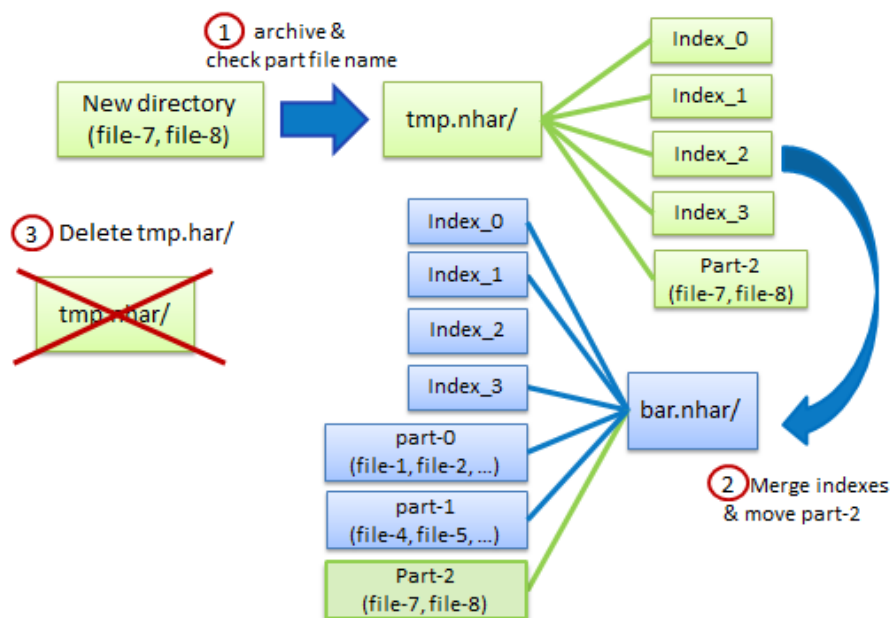 1 archive &
check part file name
New directory
(file-7, file-8)
tmp.nhar/
Index_0
Index_1
Index_2
Index_3
Part-2
(file-7, file-8)
3 Delete tmp.har/
tmp.nhar/
Index_0
Index_1
Index_2
Index_3
part-0
(file-1, file-2, ...)
part-1
(file-4, file-5, ...)
Part-2
(file-7, file-8)
bar.nhar/
2 Merge indexes
& move part-2